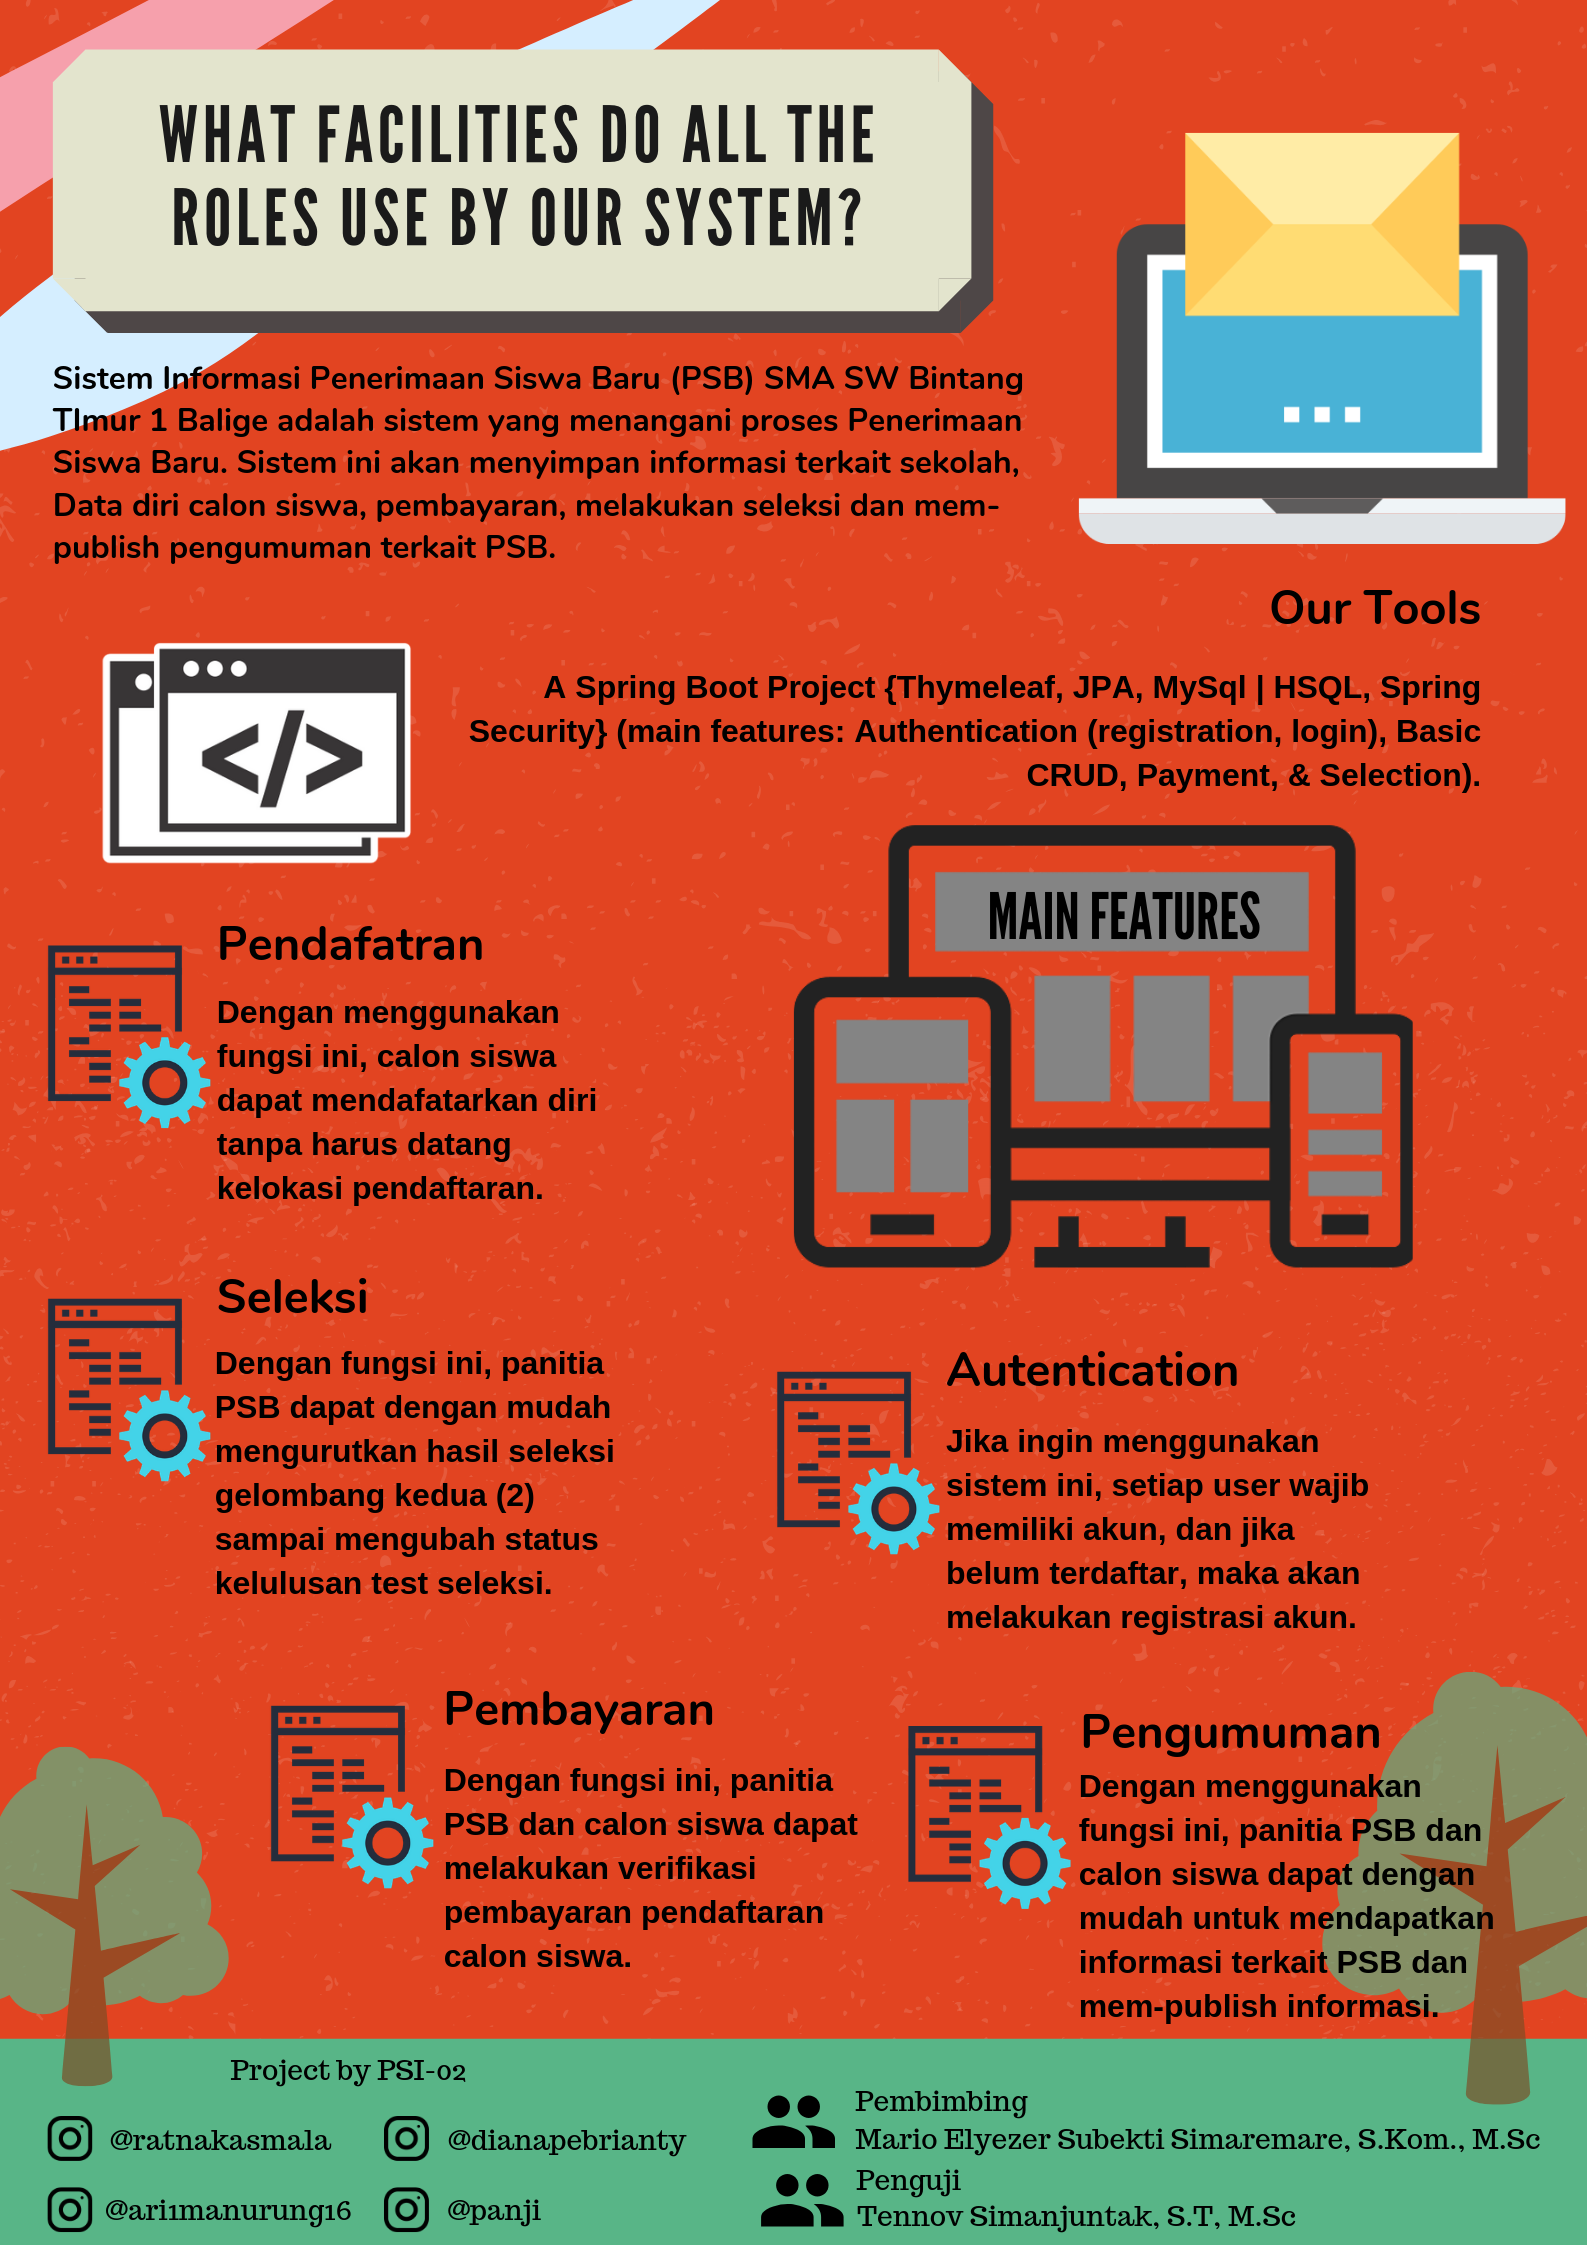 WHAT FACILITIES DO ALL THE
ROLES USE BY OUR SYSTEM?
Sistem Informasi Penerimaan Siswa Baru (PSB) SMA SW Bintang
TImur 1 Balige adalah sistem yang menangani proses Penerimaan
Siswa Baru. Sistem ini akan menyimpan informasi terkait sekolah,
Data diri calon siswa, pembayaran, melakukan seleksi dan mem-
publish pengumuman terkait PSB.
Our Tools
A Spring Boot Project {Thymeleaf, JPA, MySql | HSQL, Spring
Security} (main features: Authentication (registration, login), Basic
CRUD, Payment, & Selection).
</>
MAIN FEATURES
Pendafatran
Dengan menggunakan
fungsi ini, calon siswa
dapat mendafatarkan diri
tanpa harus datang
kelokasi pendaftaran.
Seleksi
Dengan fungsi ini, panitia
PSB dapat dengan mudah
mengurutkan hasil seleksi
gelombang kedua (2)
sampai mengubah status
kelulusan test seleksi.
Autentication
Jika ingin menggunakan
sistem ini, setiap user wajib
memiliki akun, dan jika
belum terdaftar, maka akan
melakukan registrasi akun.
Pembayaran
Dengan fungsi ini, panitia
PSB dan calon siswa dapat
melakukan verifikasi
pembayaran pendaftaran
calon siswa.
Pengumuman
Dengan menggunakan
fungsi ini, panitia PSB dan
calon siswa dapat dengan
mudah untuk mendapatkan
informasi terkait PSB dan
mem-publish informasi.
Project by PSI-02
@ratnakasmala
@dianapebrianty
@ari1manurung16
@panji
Pembimbing
Mario Elyezer Subekti Simaremare, S.Kom., M.Sc
Penguji
Tennov Simanjuntak, S.T, M.Sc